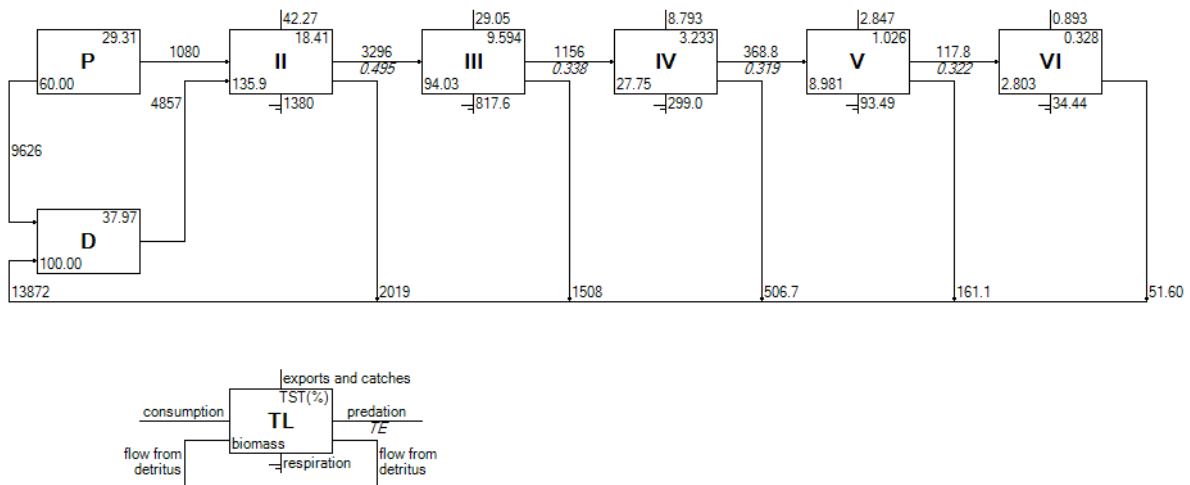 42.27
29.05
8.793
2.847
0.893
29.31
18.41
9.594
3.233
1.026
0.328
1080
3296
1156
368.8
117.8
P
II
III
IV
V
VI
0.495
0.338
0.319
0.322
60.00
135.9
94.03
27.75
8.981
2.803
4857
1380
817.6
299.0
93.49
34.44
9626
37.97
D
100.00
13872
2019
1508
506.7
161.1
51.60
exports and catches
TST(%)
consumption
TL
predation
TE
biomass
flow from
detritus
respiration
flow from
detritus